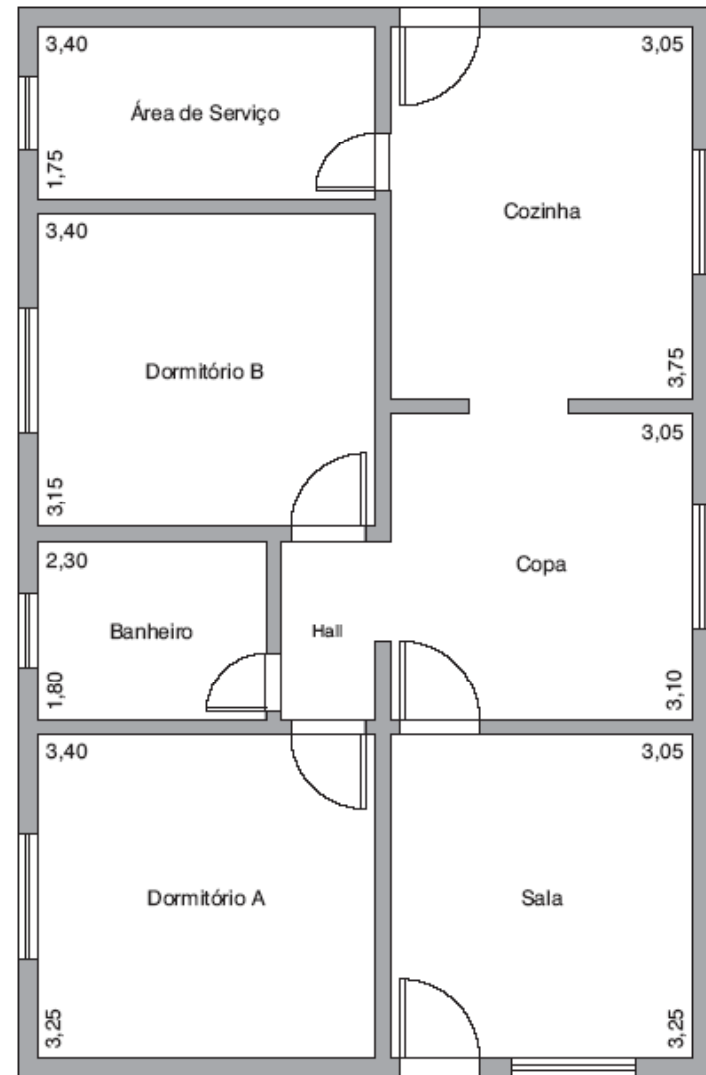 3,40
Área de Serviço
1,75
3,05
Cozinha
3,75
3,40
Dormitório B
3,15
3,05
Copa
3,10
2,30
Banheiro
1,80
Hall
3,40
Dormitório A
3,25
3,05
Sala
3,25